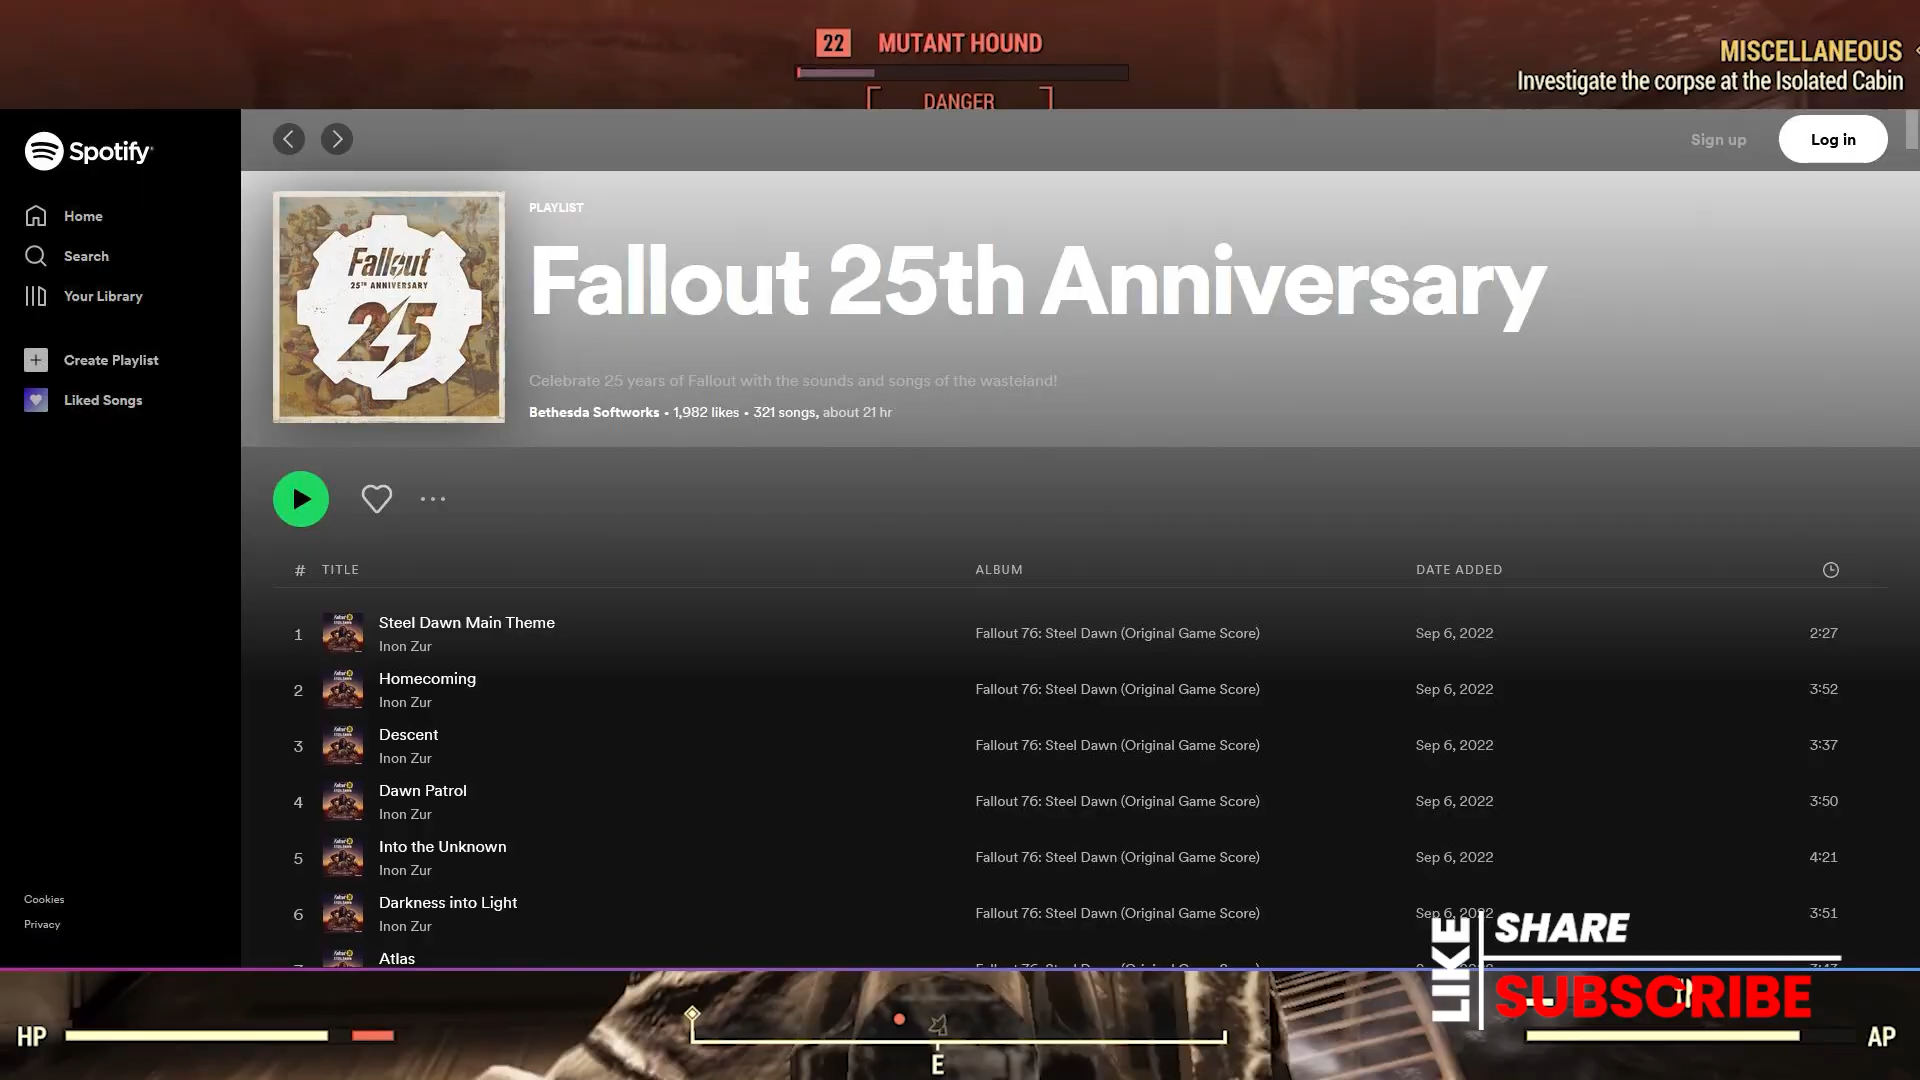 22 MUTANT HOUND
DANGER
MISCELLANEOUS
Investigate the corpse at the Isolated Cabin
Spotify
Home
Search
Your Library
Create Playlist
Liked Songs
Cookies
Privacy
Sign up
Log in
Fallout
25TH ANNIVERSARY
25
PLAYLIST
Fallout 25th Anniversary
Celebrate 25 years of Fallout with the sounds and songs of the wasteland!
Bethesda Softworks • 1,982 likes • 321 songs, about 21 hr
# TITLE ALBUM DATE ADDED
1 Steel Dawn Main Theme Fallout 76: Steel Dawn (Original Game Score) Sep 6, 2022 2:27
Inon Zur
2 Homecoming Fallout 76: Steel Dawn (Original Game Score) Sep 6, 2022 3:52
Inon Zur
3 Descent Fallout 76: Steel Dawn (Original Game Score) Sep 6, 2022 3:37
Inon Zur
4 Dawn Patrol Fallout 76: Steel Dawn (Original Game Score) Sep 6, 2022 3:50
Inon Zur
5 Into the Unknown Fallout 76: Steel Dawn (Original Game Score) Sep 6, 2022 4:21
Inon Zur
6 Darkness into Light Fallout 76: Steel Dawn (Original Game Score) Sep 6, 2022 3:51
Inon Zur
Atlas
LIKE
SHARE
SUBSCRIBE
HP
E
AP